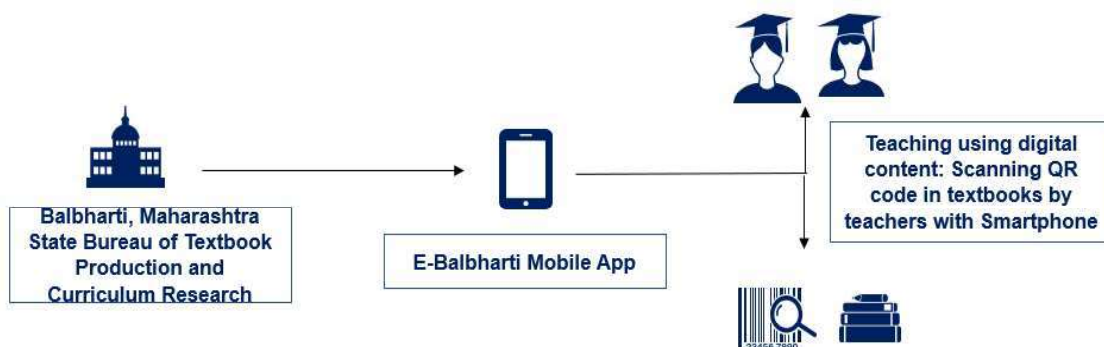 Balbharti, Maharashtra
State Bureau of Textbook
Production and
Curriculum Research
E-Balbharti Mobile App
Teaching using digital
content: Scanning QR
code in textbooks by
teachers with Smartphone